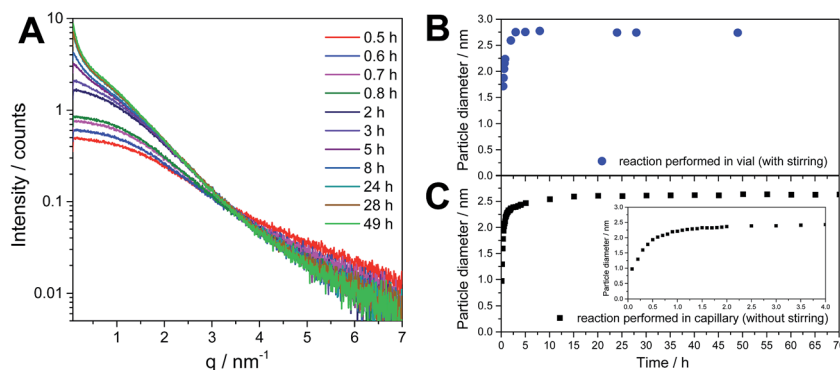 A
Intensity / counts
10
1
0.1
0.01
1 2 3 4 5 6 7
q / nm⁻¹
0.5 h
0.6 h
0.7 h
0.8 h
2 h
3 h
5 h
8 h
24 h
28 h
49 h
B
Particle diameter / nm
3.0
2.5
2.0
1.5
1.0
0.5
0.0
reaction performed in vial (with stirring)
C
Particle diameter / nm
2.5
2.0
1.5
1.0
0.5
0.0
Particle diameter / nm
3.0
2.5
2.0
1.5
1.0
0.5
0.0
0.0 0.5 1.0 1.5 2.0 2.5 3.0 3.5 4.0
reaction performed in capillary (without stirring)
0 5 10 15 20 25 30 35 40 45 50 55 60 65 70
Time / h